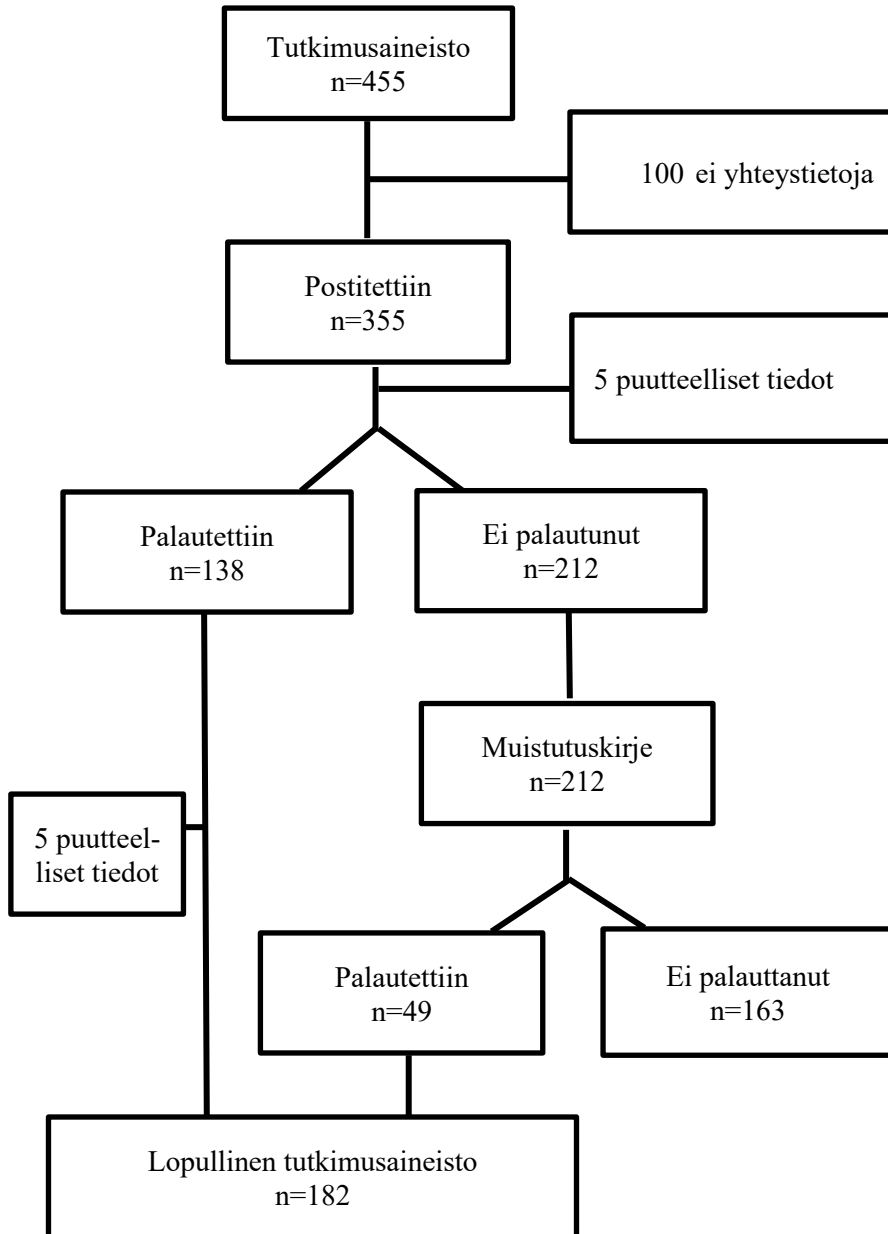 Tutkimusaineisto
n=455
100 ei yhteystietoja
Postitettiin
n=355
5 puutteelliset tiedot
Palautettiin
n=138
Ei palautunut
n=212
Muistutuskirje
n=212
5 puutteel-
liset tiedot
Palautettiin
n=49
Ei palauttanut
n=163
Lopullinen tutkimusaineisto
n=182